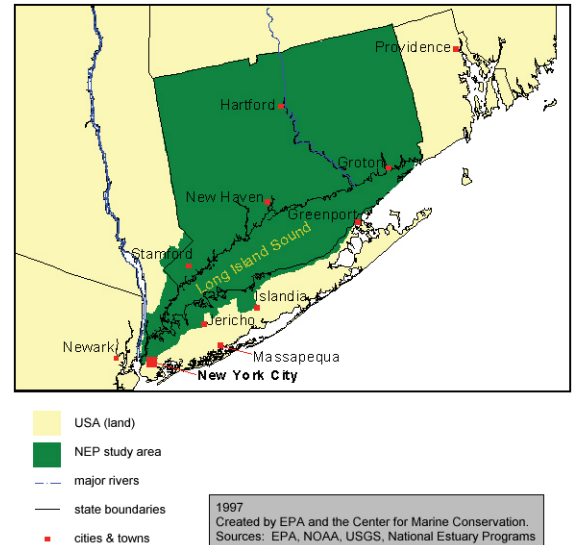 Providence
Hartford
Groton
New Haven
Greenport
Long Island Sound
Stamford
Islandia
Jericho
Newark
Massapequa
New York City
USA (land)
NEP study area
major rivers
state boundaries
cities & towns
1997
Created by EPA and the Center for Marine Conservation.
Sources: EPA, NOAA, USGS, National Estuary Programs